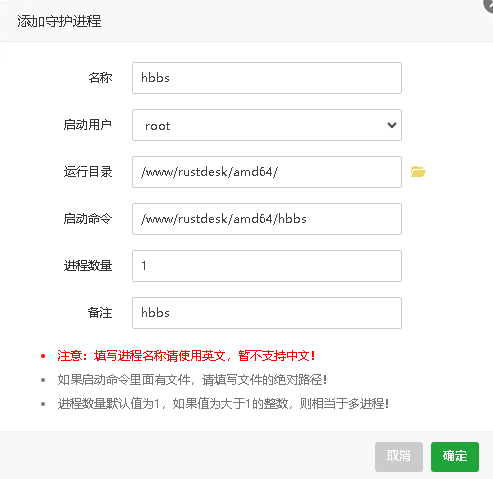 添加守护进程
名称 hbbs
启动用户 root
运行目录 /www/rustdesk/amd64/
启动命令 /www/rustdesk/amd64/hbbs
进程数量 1
备注 hbbs
注意：填写进程名称请使用英文，暂不支持中文！
如果启动命令里面有文件，请填写文件的绝对路径！
进程数量默认值为1，如果值为大于1的整数，则相当于多进程！
取消 确定